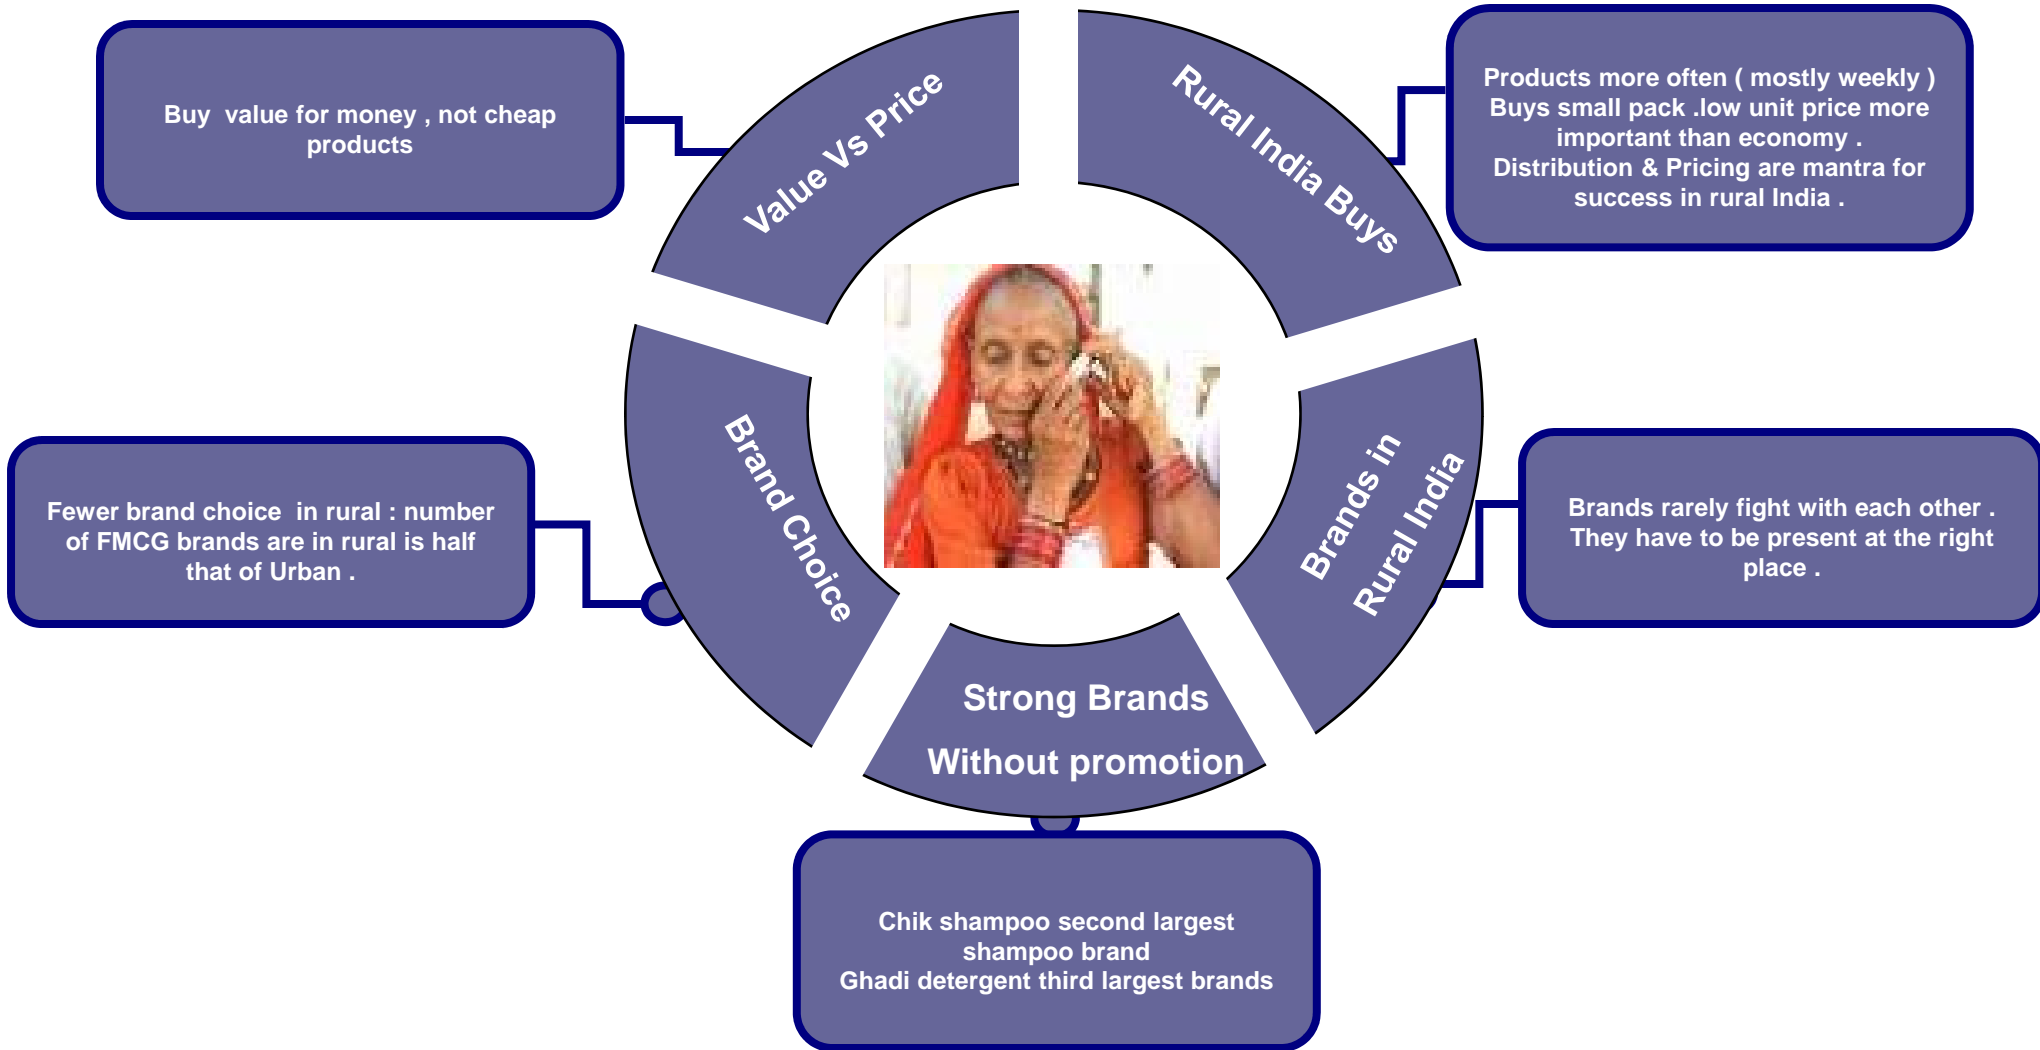 Value Vs Price
Buy value for money , not cheap
products
Rural India Buys
Products more often ( mostly weekly )
Buys small pack .low unit price more
important than economy .
Distribution & Pricing are mantra for
success in rural India .
Brand Choice
Fewer brand choice in rural : number
of FMCG brands are in rural is half
that of Urban .
Brands in
Rural India
Brands rarely fight with each other .
They have to be present at the right
place .
Strong Brands
Without promotion
Chik shampoo second largest
shampoo brand
Ghadi detergent third largest brands